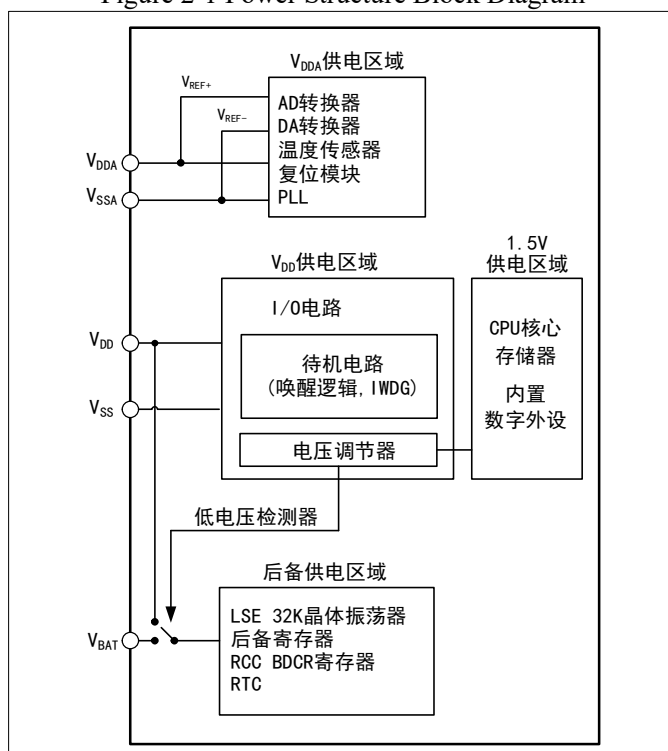 Figure 2-1 Power Structure Block Diagram
VDDA供电区域
VREF+
VREF-
AD转换器
DA转换器
温度传感器
复位模块
PLL
VDDA
VSSA
1.5V
供电区域
VDD供电区域
I/O电路
CPU核心
存储器
内置
数字外设
VDD
待机电路
(唤醒逻辑,IWDG)
VSS
电压调节器
低电压检测器
后备供电区域
LSE 32K晶体振荡器
后备寄存器
RCC BDCR寄存器
RTC
VBAT